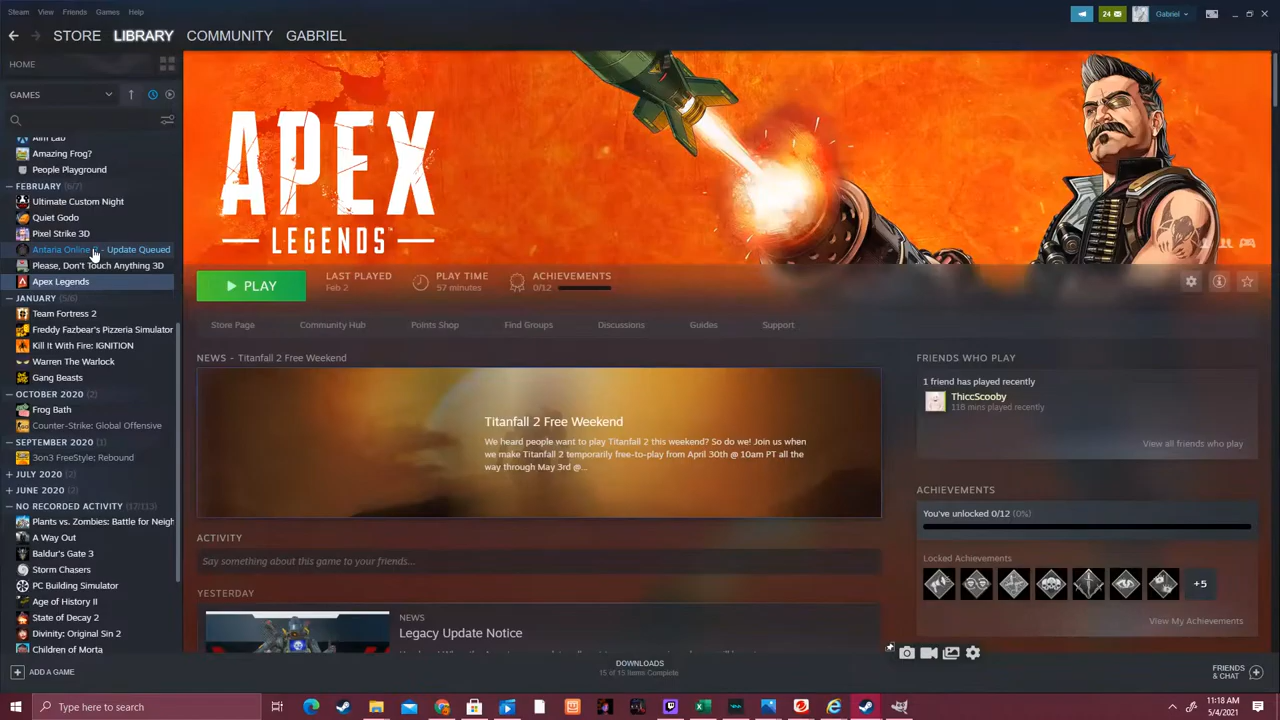 Steam View Friends Games Help
24 Gabriel
STORE LIBRARY COMMUNITY GABRIEL
HOME
GAMES
Aim Lab
Amazing Frog?
People Playground
FEBRUARY (6/7)
Ultimate Custom Night
Quiet Godo
Pixel Strike 3D
Antaria Online - Update Queued
Please, Don't Touch Anything 3D
Apex Legends
JANUARY (5/6)
Team Fortress 2
Freddy Fazbear's Pizzeria Simulator
Kill It With Fire: IGNITION
Warren The Warlock
Gang Beasts
OCTOBER 2020 (2)
Frog Bath
Counter-Strike: Global Offensive
SEPTEMBER 2020 (1)
3on3 FreeStyle: Rebound
JULY 2020 (2)
JUNE 2020 (2)
NO RECORDED ACTIVITY (17/133)
Plants vs. Zombies: Battle for Neigh
A Way Out
Baldur's Gate 3
Storm Chasers
PC Building Simulator
Age of History II
State of Decay 2
Divinity: Original Sin 2
Children of Morta
ADD A GAME
APEX
LEGENDS
PLAY
LAST PLAYED
Feb 2
PLAY TIME
57 minutes
ACHIEVEMENTS
0/12
Store Page Community Hub Points Shop Find Groups Discussions Guides Support
NEWS - Titanfall 2 Free Weekend
Titanfall 2 Free Weekend
We heard people want to play Titanfall 2 this weekend? So do we! Join us when
we make Titanfall 2 temporarily free-to-play from April 30th @ 10am PT all the
way through May 3rd @...
ACTIVITY
Say something about this game to your friends...
YESTERDAY
NEWS
Legacy Update Notice
FRIENDS WHO PLAY
1 friend has played recently
ThiccScooby
118 mins played recently
View all friends who play
ACHIEVEMENTS
You've unlocked 0/12 (0%)
Locked Achievements
+5
View My Achievements
DOWNLOADS
15 of 15 Items Complete
FRIENDS
& CHAT
Type here to search
11:18 AM
5/4/2021